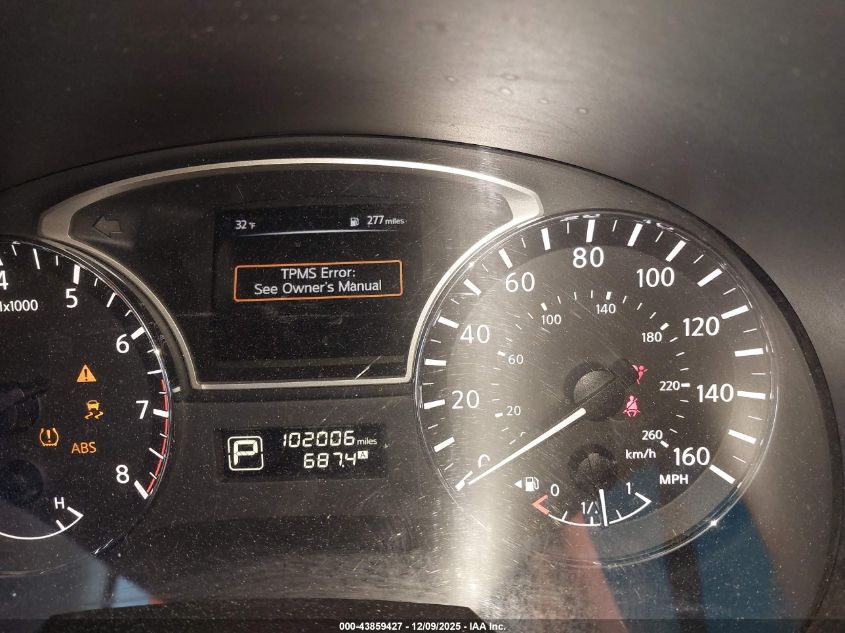 32°F 277 miles
TPMS Error:
See Owner's Manual
4
5
6
7
8
1x1000
ABS
H
P
102006 miles
687.4 A
0
20
40
60
80
100
120
140
160
MPH
20
60
100
140
180
220
260
km/h
0
1/
1
000-43859427 - 12/09/2025 - IAA Inc.